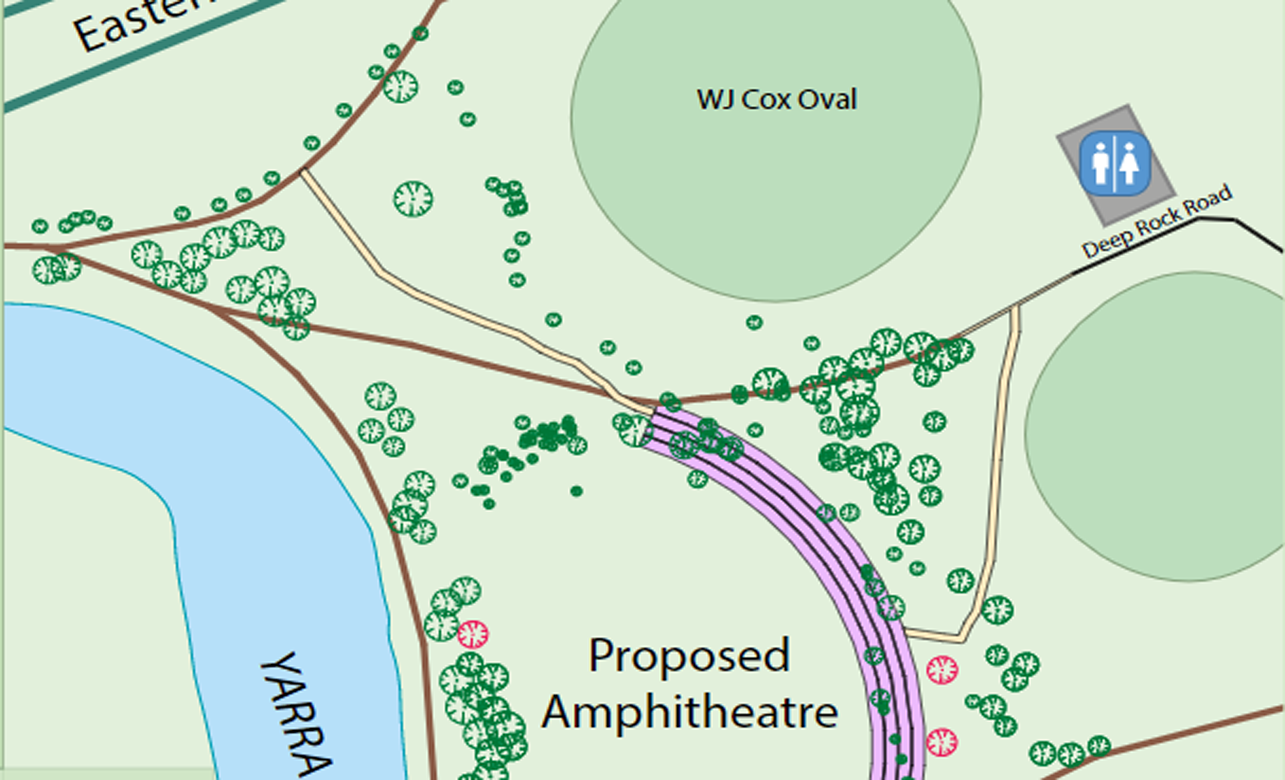 Eastern
WJ Cox Oval
Deep Rock Road
Proposed
Amphitheatre
YARRA